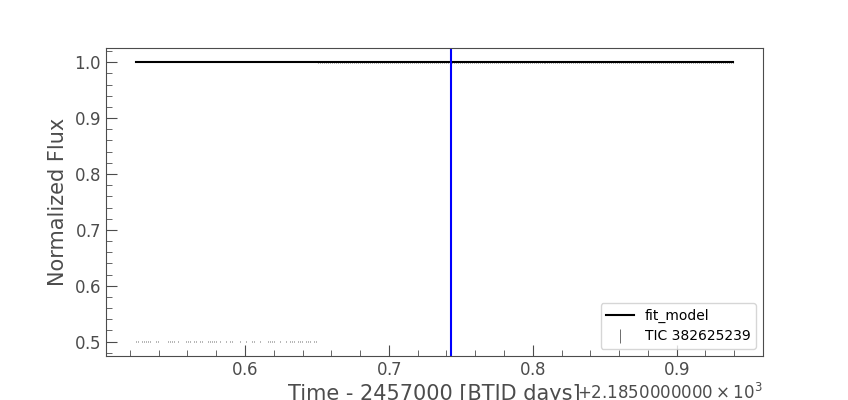 Normalized Flux
1.0
0.9
0.8
0.7
0.6
0.5
fit_model
TIC 382625239
0.6 0.7 0.8 0.9
Time - 2457000 [BTJD days]
+2.1850000000 × 10³